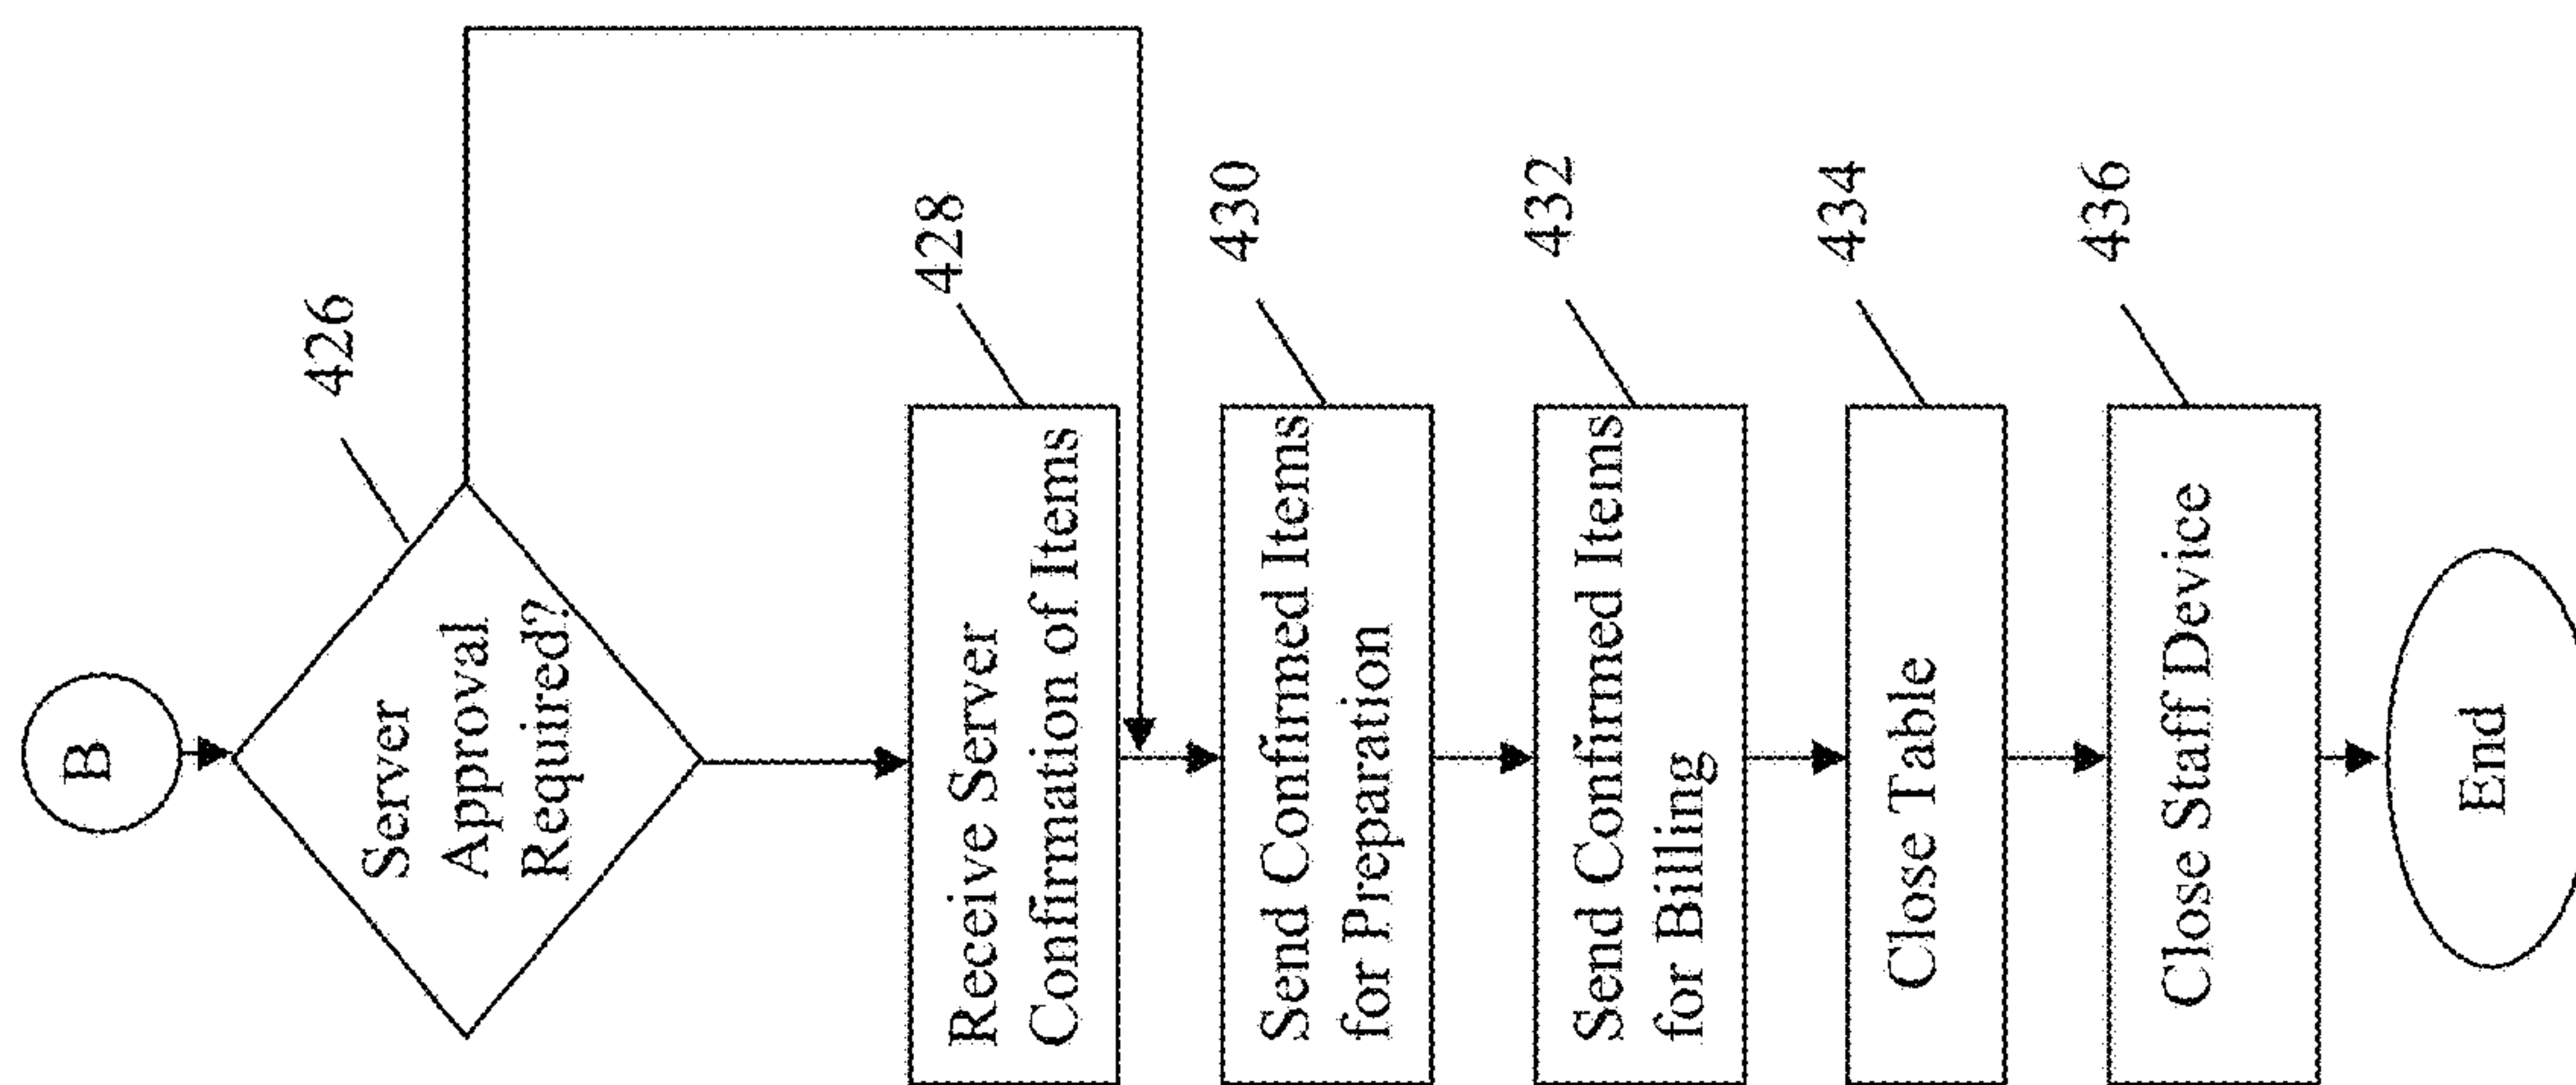 B
426
Server
Approval
Required?
428
Receive Server
Confirmation of Items
430
Send Confirmed Items
for Preparation
432
Send Confirmed Items
for Billing
434
Close Table
436
Close Staff Device
End